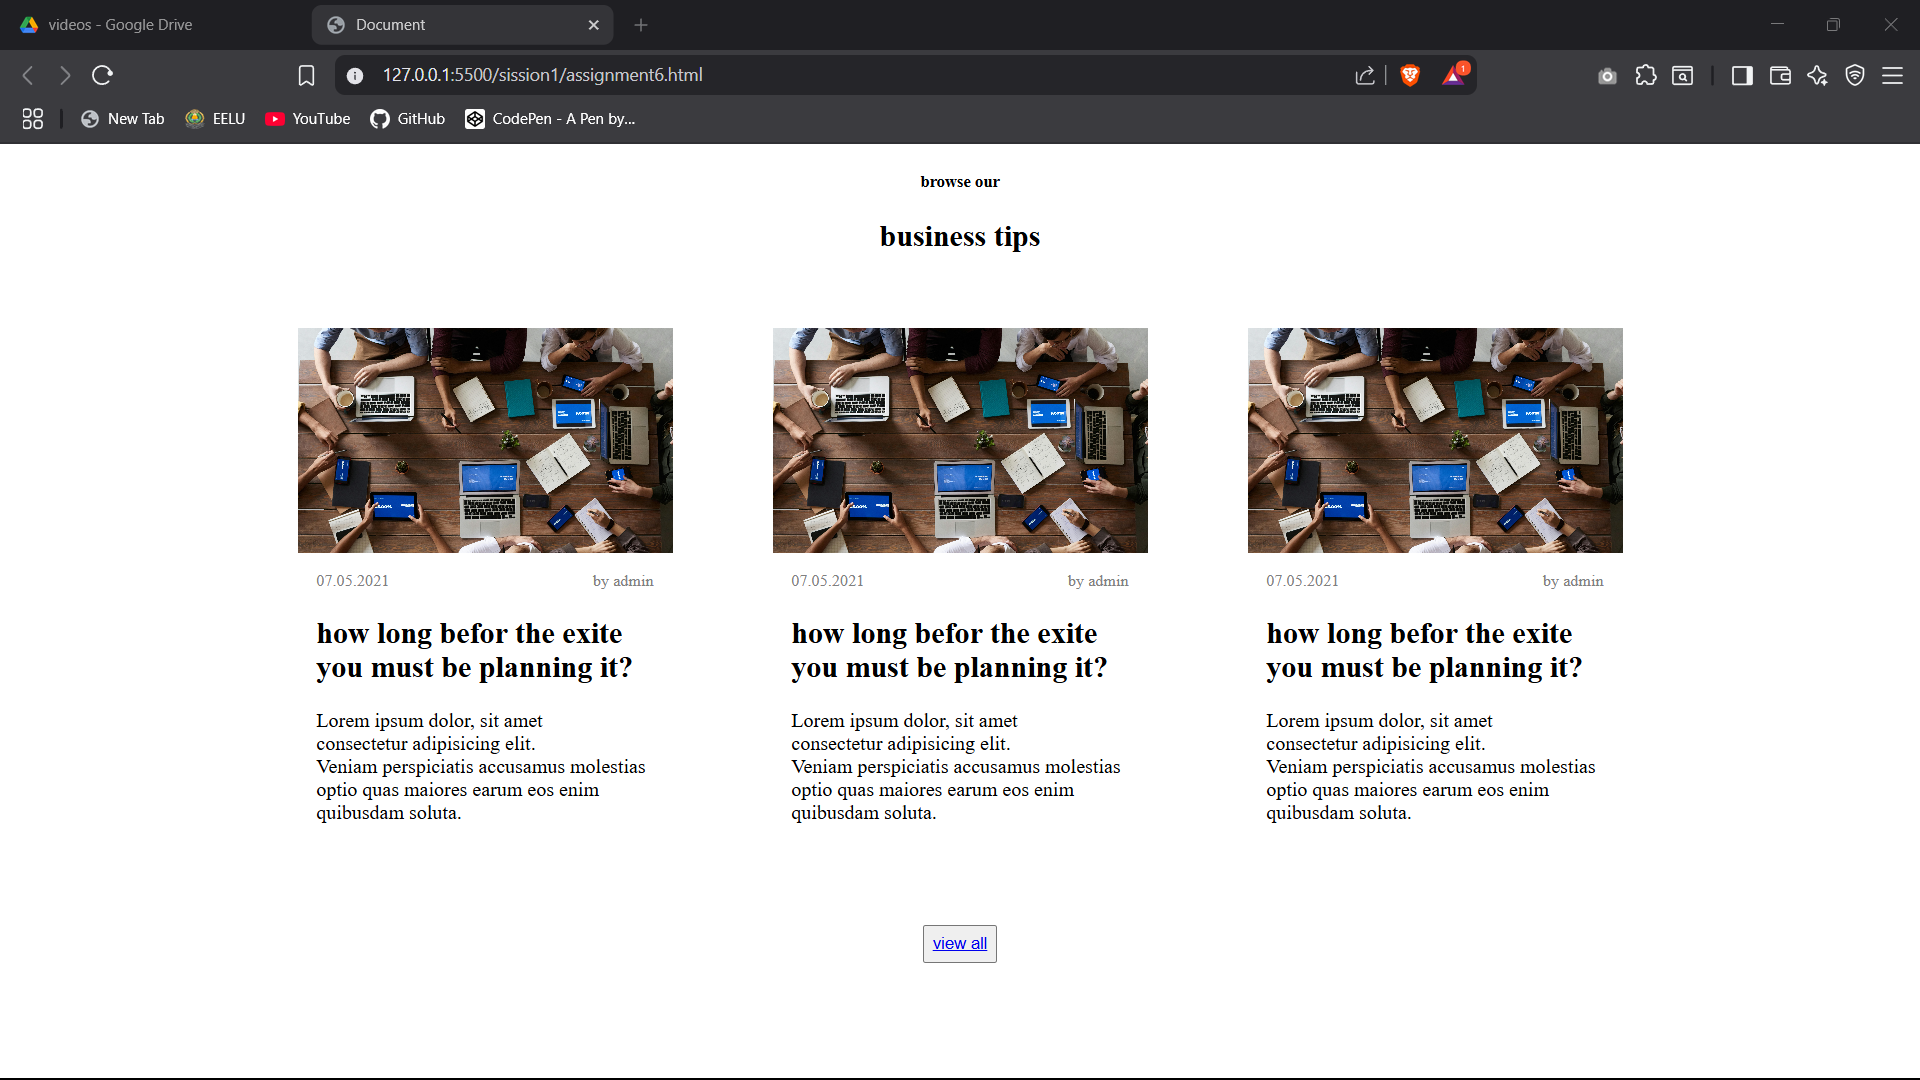 videos - Google Drive
Document
127.0.0.1:5500/sission1/assignment6.html
1
New Tab
EELU
YouTube
GitHub
CodePen - A Pen by...
browse our
business tips
07.05.2021 by admin
how long befor the exite
you must be planning it?
Lorem ipsum dolor, sit amet
consectetur adipisicing elit.
Veniam perspiciatis accusamus molestias
optio quas maiores earum eos enim
quibusdam soluta.
07.05.2021 by admin
how long befor the exite
you must be planning it?
Lorem ipsum dolor, sit amet
consectetur adipisicing elit.
Veniam perspiciatis accusamus molestias
optio quas maiores earum eos enim
quibusdam soluta.
07.05.2021 by admin
how long befor the exite
you must be planning it?
Lorem ipsum dolor, sit amet
consectetur adipisicing elit.
Veniam perspiciatis accusamus molestias
optio quas maiores earum eos enim
quibusdam soluta.
view all